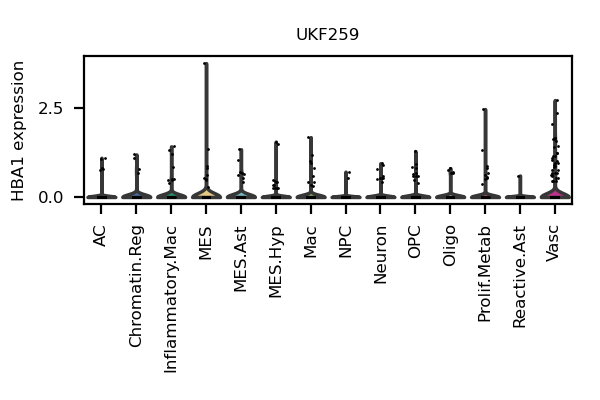 UKF259
HBA1 expression
2.5
0.0
AC
Chromatin.Reg
Inflammatory.Mac
MES
MES.Ast
MES.Hyp
Mac
NPC
Neuron
OPC
Oligo
Prolif.Metab
Reactive.Ast
Vasc